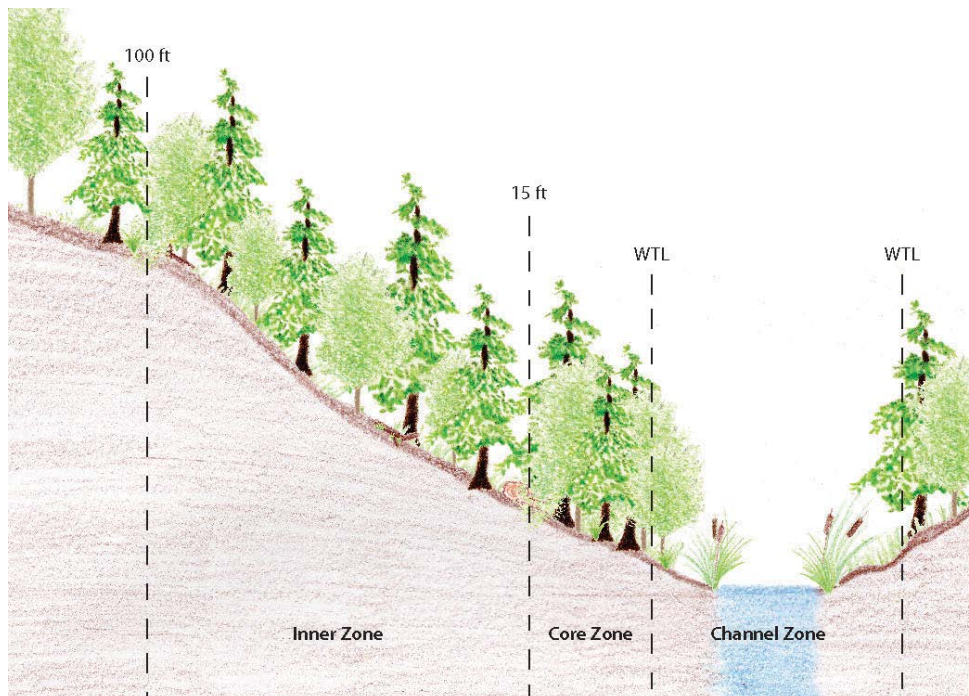 100 ft
15 ft
WTL
WTL
Inner Zone
Core Zone
Channel Zone